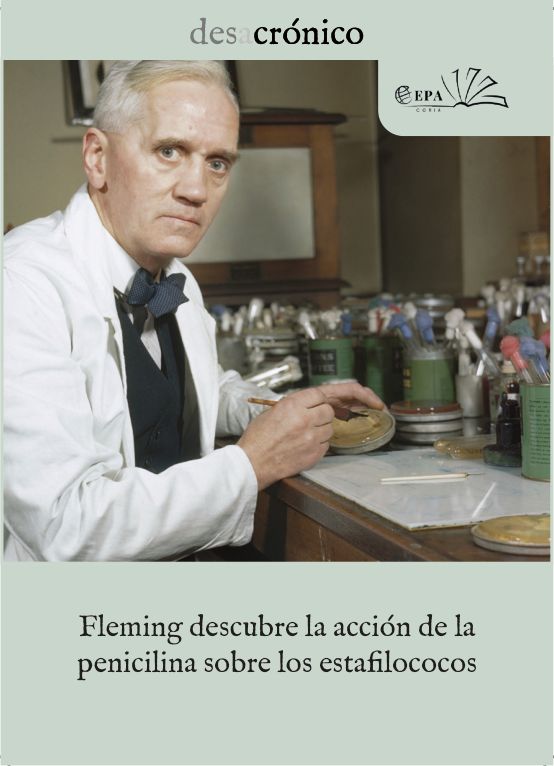 desacrónico
EPA
CORIA
Fleming descubre la acción de la
penicilina sobre los estafilococos